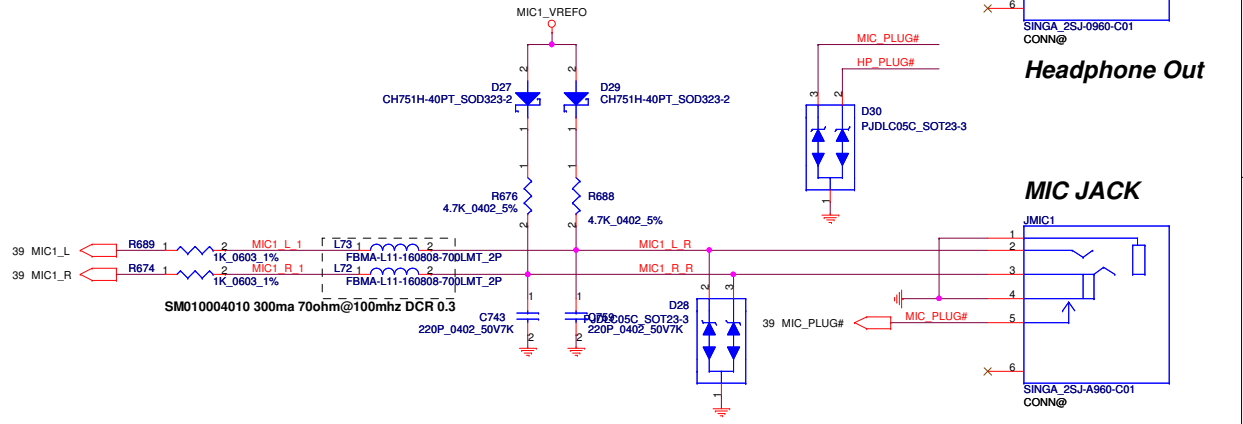 MIC1_VREFO
6
SINGA_2SJ-0960-C01
CONN@
Headphone Out
MIC_PLUG#
HP_PLUG#
2
2
D27
CH751H-40PT_SOD323-2
D29
CH751H-40PT_SOD323-2
1
1
3
2
D30
PJDLC05C_SOT23-3
1
1
1
R676
4.7K_0402_5%
R688
4.7K_0402_5%
2
2
MIC JACK
JMIC1
39 MIC1_L
R689
1
2
1K_0603_1%
MIC1_L_1
L73
1
2
FBMA-L11-160808-700LMT_2P
MIC1_L_R
39 MIC1_R
R674
1
2
1K_0603_1%
MIC1_R_1
L72
1
2
FBMA-L11-160808-700LMT_2P
MIC1_R_R
1
2
3
4
5
6
SM010004010 300ma 70ohm@100mhz DCR 0.3
1
C743
220P_0402_50V7K
2
1
C759
220P_0402_50V7K
2
2
3
D28
PJDLC05C_SOT23-3
1
39 MIC_PLUG#
MIC_PLUG#
SINGA_2SJ-A960-C01
CONN@